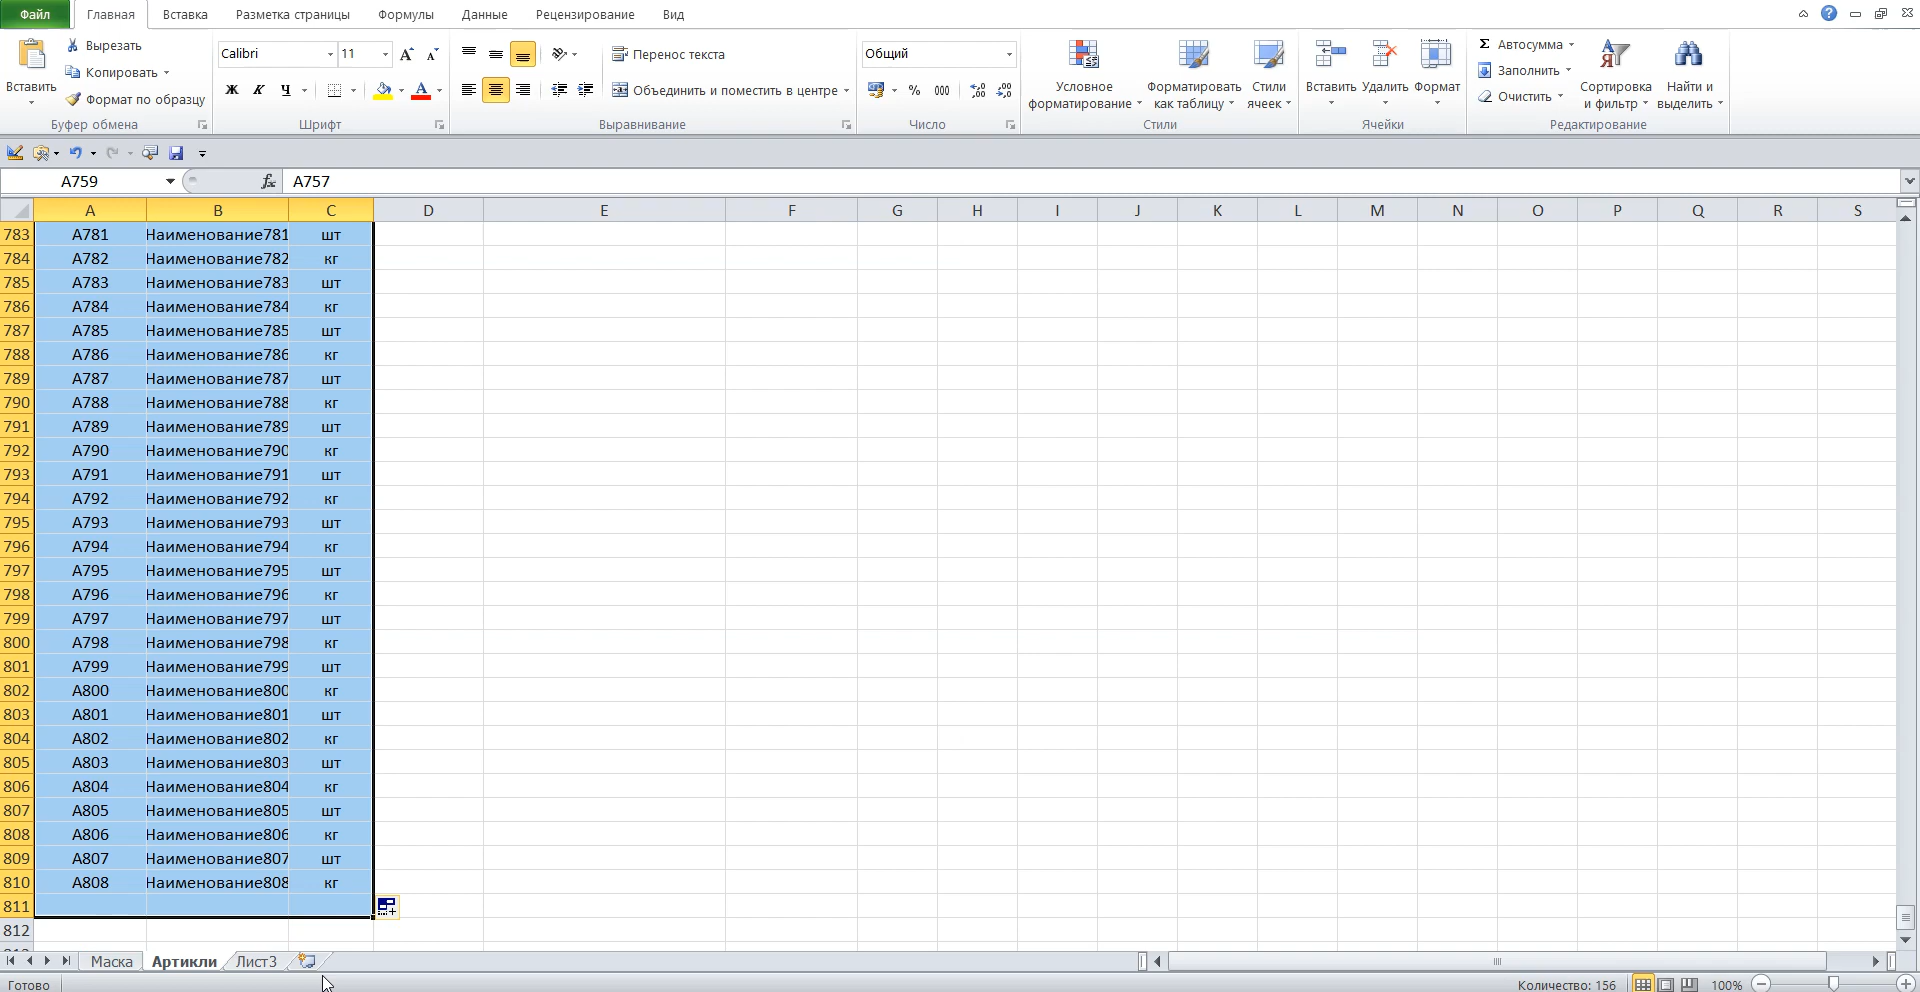 Файл Главная Вставка Разметка страницы Формулы Данные Рецензирование Вид
Вырезать
Копировать
Формат по образцу
Вставить
Буфер обмена
Calibri 11
Ж К Ч
Шрифт
Перенос текста
Объединить и поместить в центре
Выравнивание
Общий
% 000
Число
Условное форматирование
Форматировать как таблицу
Стили ячеек
Стили
Вставить Удалить Формат
Ячейки
Σ Автосумма
Заполнить
Очистить
Сортировка и фильтр
Найти и выделить
Редактирование
A759 fx A757
A B C D E F G H I J K L M N O P Q R S
783 A781 Наименование781 шт
784 A782 Наименование782 кг
785 A783 Наименование783 шт
786 A784 Наименование784 кг
787 A785 Наименование785 шт
788 A786 Наименование786 кг
789 A787 Наименование787 шт
790 A788 Наименование788 кг
791 A789 Наименование789 шт
792 A790 Наименование790 кг
793 A791 Наименование791 шт
794 A792 Наименование792 кг
795 A793 Наименование793 шт
796 A794 Наименование794 кг
797 A795 Наименование795 шт
798 A796 Наименование796 кг
799 A797 Наименование797 шт
800 A798 Наименование798 кг
801 A799 Наименование799 шт
802 A800 Наименование800 кг
803 A801 Наименование801 шт
804 A802 Наименование802 кг
805 A803 Наименование803 шт
806 A804 Наименование804 кг
807 A805 Наименование805 шт
808 A806 Наименование806 кг
809 A807 Наименование807 шт
810 A808 Наименование808 кг
811
812
Маска Артикли Лист3
Готово Количество: 156 100%